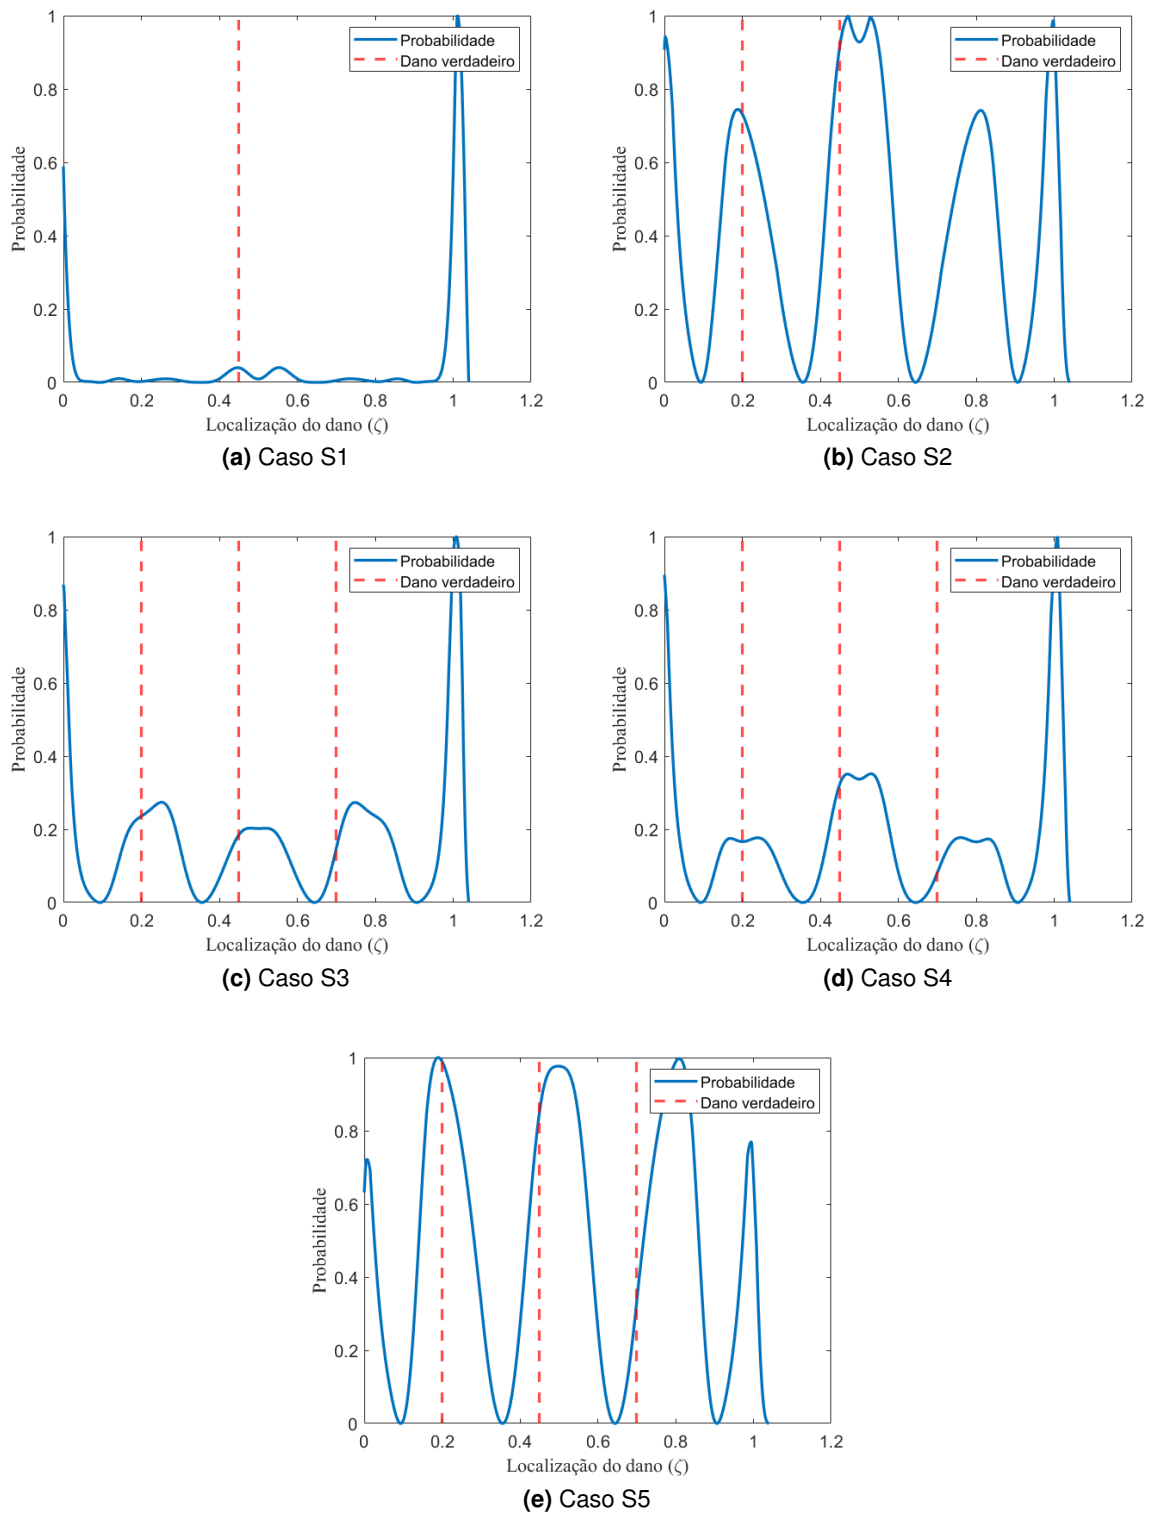 1
0.8
0.6
0.4
0.2
0
Probabilidade
0 0.2 0.4 0.6 0.8 1 1.2
Localização do dano (ζ)
Probabilidade
Dano verdadeiro
(a) Caso S1
1
0.8
0.6
0.4
0.2
0
Probabilidade
0 0.2 0.4 0.6 0.8 1 1.2
Localização do dano (ζ)
Probabilidade
Dano verdadeiro
(b) Caso S2
1
0.8
0.6
0.4
0.2
0
Probabilidade
0 0.2 0.4 0.6 0.8 1 1.2
Localização do dano (ζ)
Probabilidade
Dano verdadeiro
(c) Caso S3
1
0.8
0.6
0.4
0.2
0
Probabilidade
0 0.2 0.4 0.6 0.8 1 1.2
Localização do dano (ζ)
Probabilidade
Dano verdadeiro
(d) Caso S4
1
0.8
0.6
0.4
0.2
0
Probabilidade
0 0.2 0.4 0.6 0.8 1 1.2
Localização do dano (ζ)
Probabilidade
Dano verdadeiro
(e) Caso S5